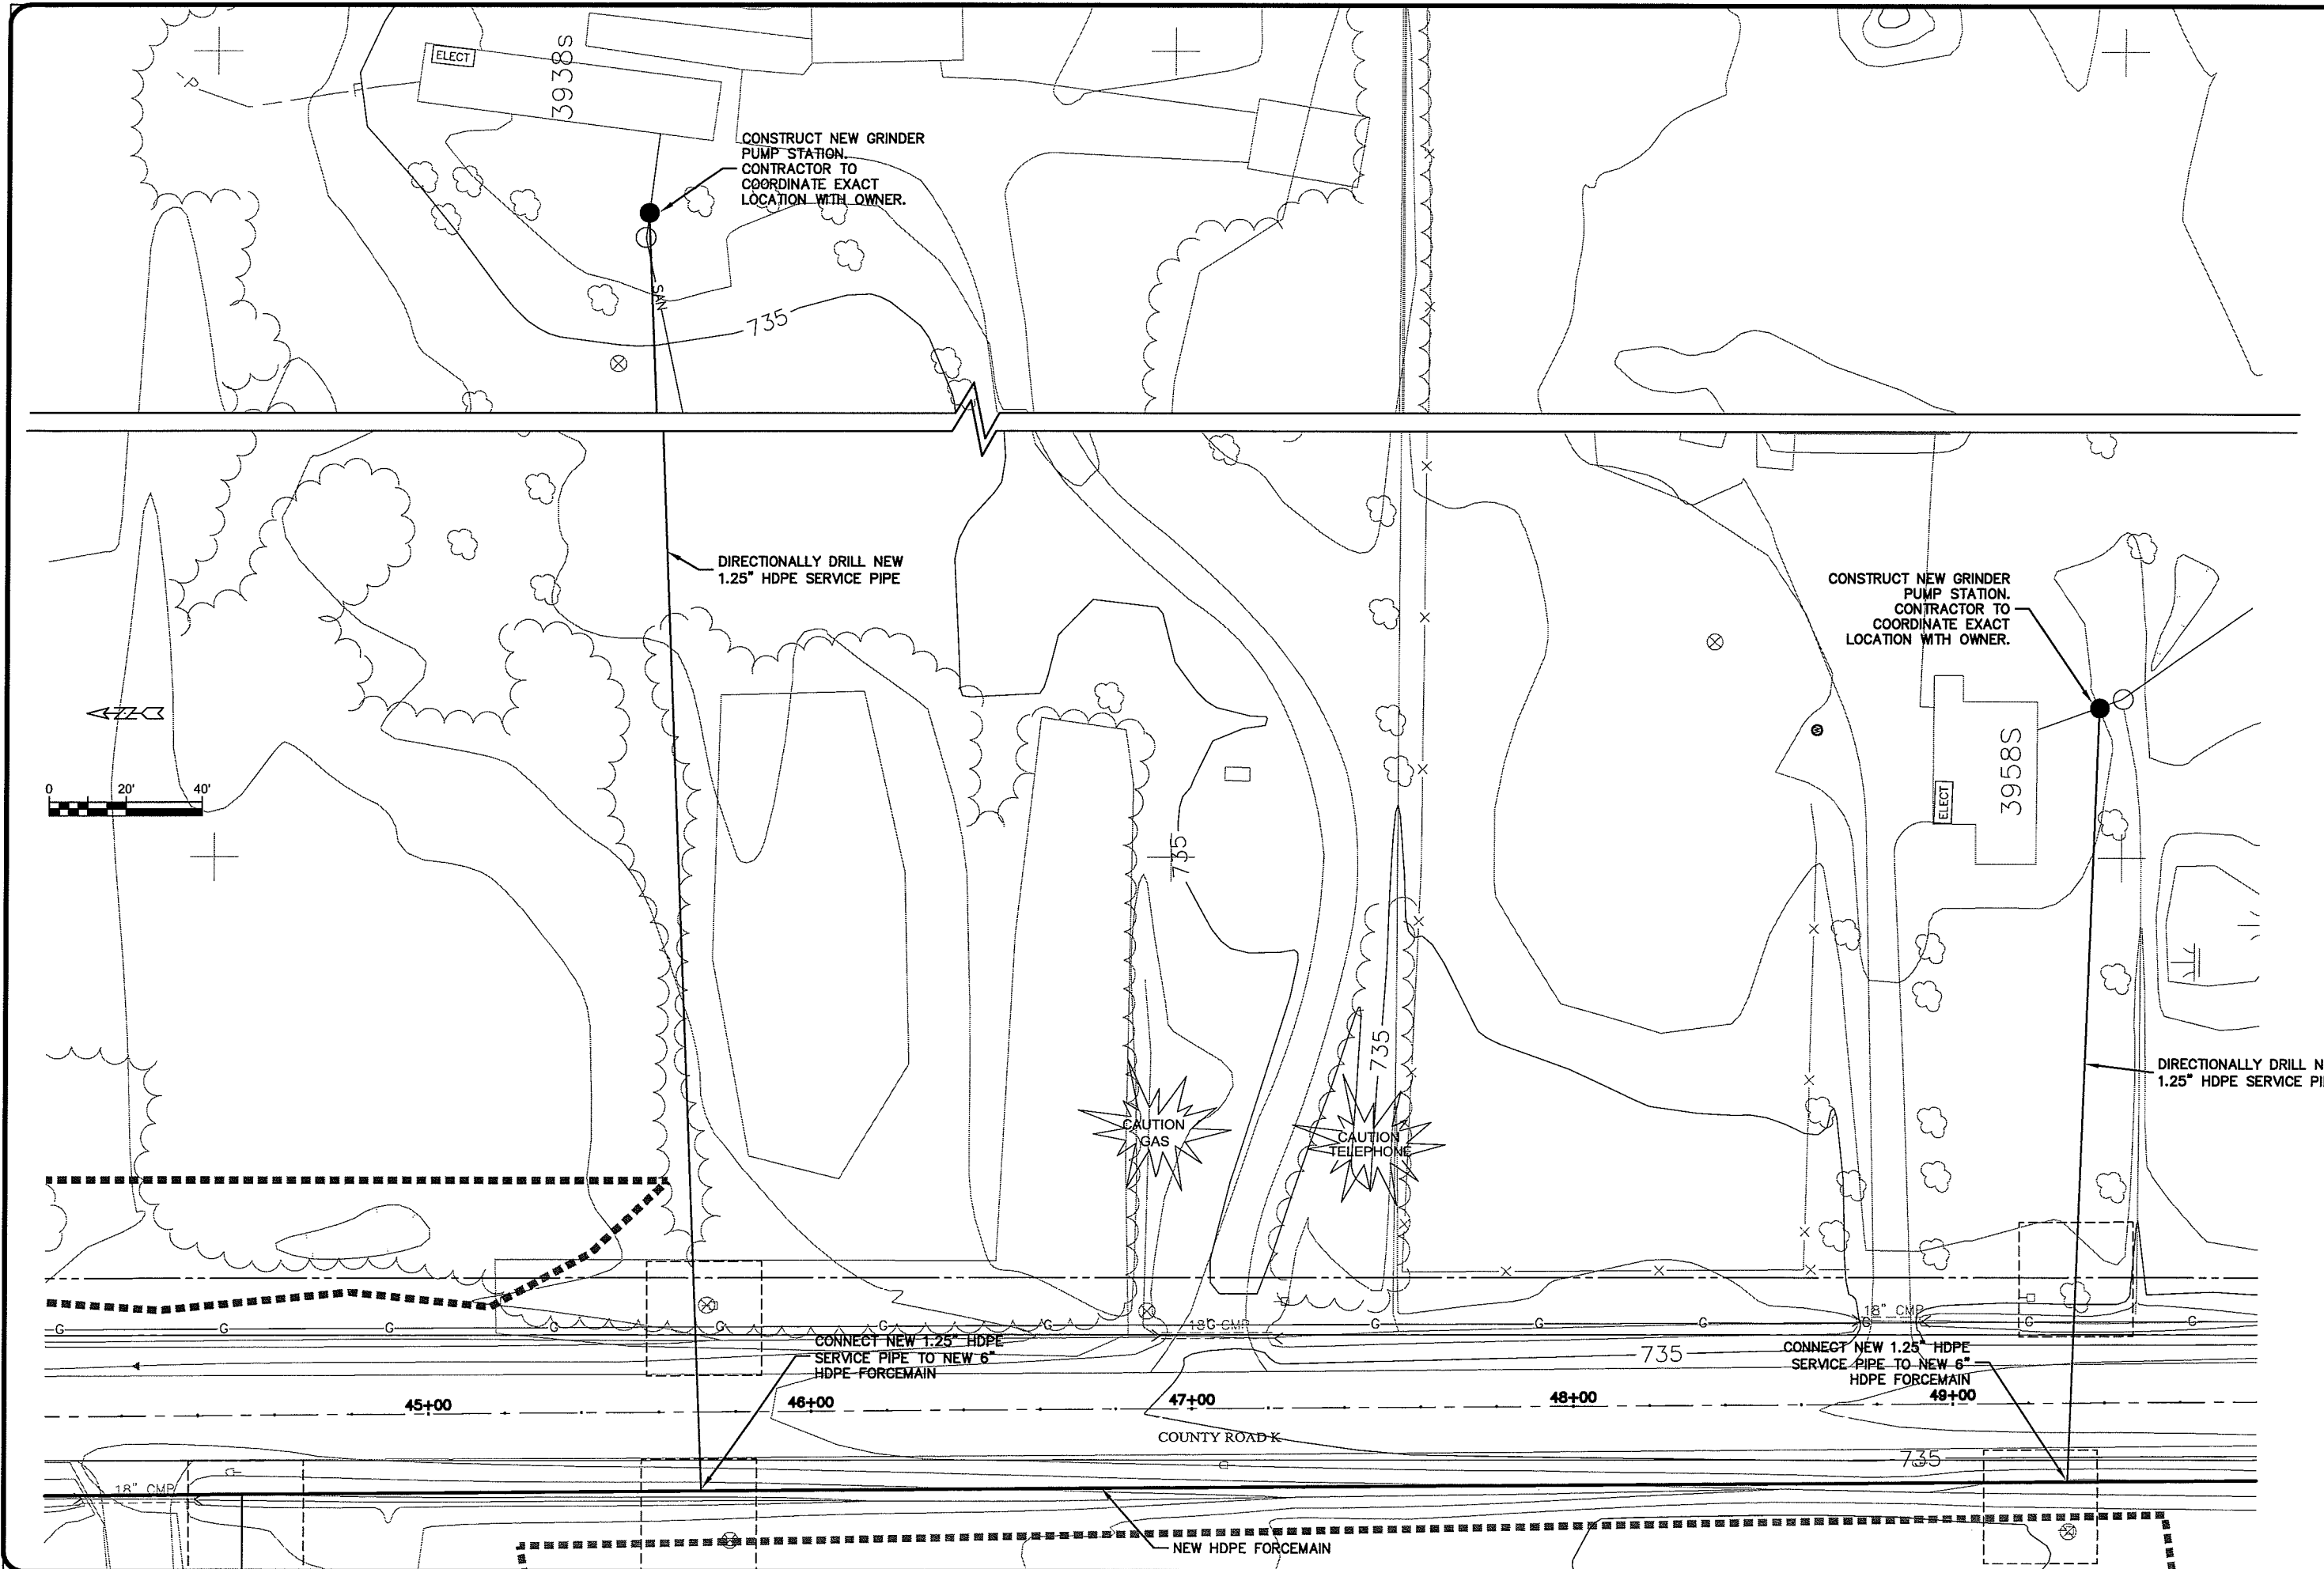 ELECT
3938s
P
CONSTRUCT NEW GRINDER
PUMP STATION.
CONTRACTOR TO
COORDINATE EXACT
LOCATION WITH OWNER.
SAN
735
DIRECTIONALLY DRILL NEW
1.25" HDPE SERVICE PIPE
CONSTRUCT NEW GRINDER
PUMP STATION.
CONTRACTOR TO
COORDINATE EXACT
LOCATION WITH OWNER.
N
W
0 20' 40'
ELECT
3958S
735
735
DIRECTIONALLY DRILL N
1.25" HDPE SERVICE PI
CAUTION
GAS
CAUTION
TELEPHONE
G G G G G G G G G G G G G G
18" CMP
18" CMP
CONNECT NEW 1.25" HDPE
SERVICE PIPE TO NEW 6"
HDPE FORCEMAIN
735
CONNECT NEW 1.25" HDPE
SERVICE PIPE TO NEW 6"
HDPE FORCEMAIN
45+00 46+00 47+00 48+00 49+00
COUNTY ROAD K
735
18" CMP
NEW HDPE FORCEMAIN